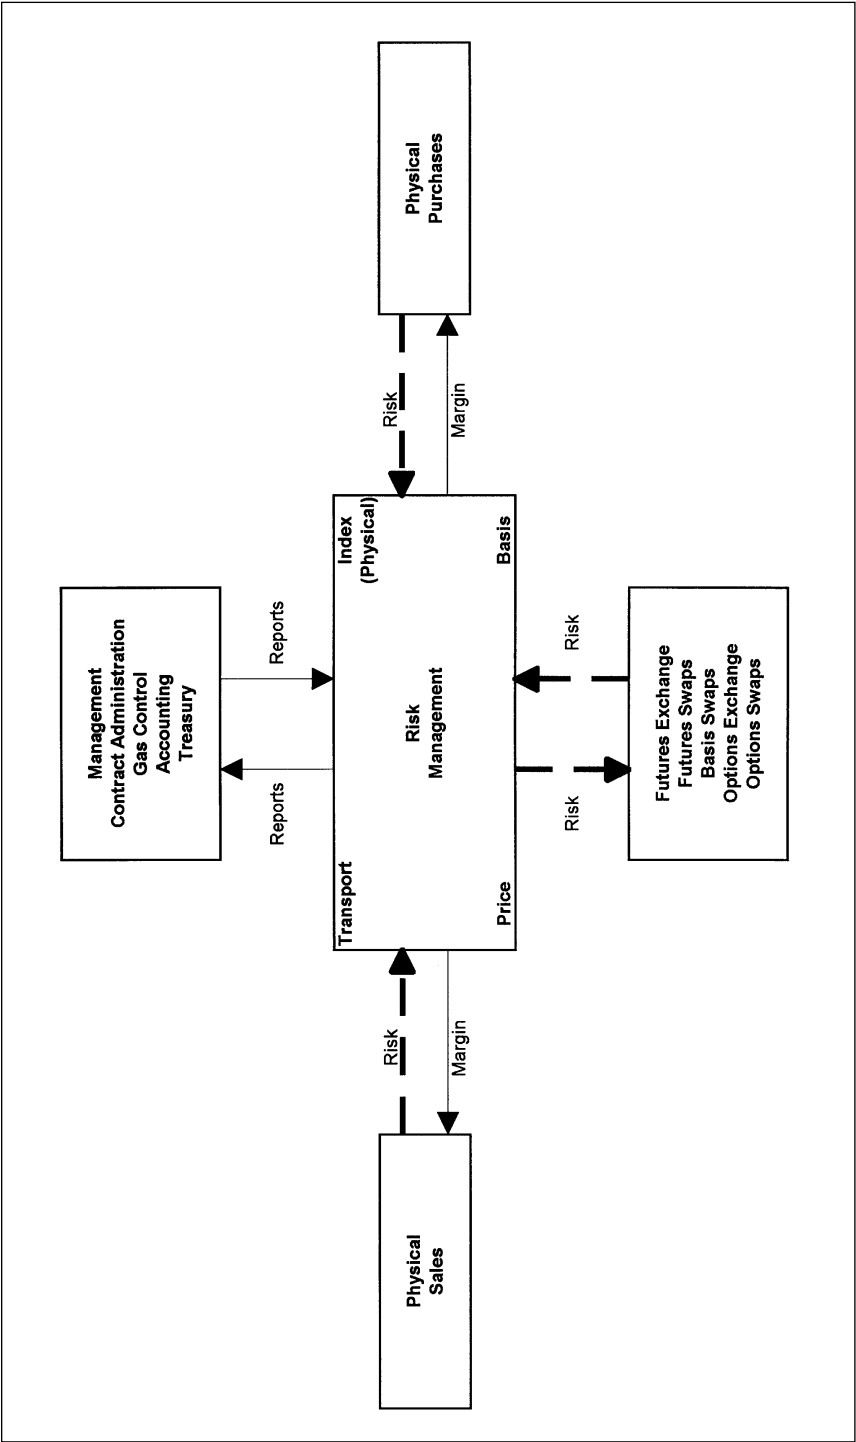 Management
Contract Administration
Gas Control
Accounting
Treasury
Reports
Reports
Transport
Index
(Physical)
Physical
Sales
Risk
Margin
Risk
Management
Risk
Margin
Physical
Purchases
Price
Basis
Risk
Risk
Futures Exchange
Futures Swaps
Basis Swaps
Options Exchange
Options Swaps